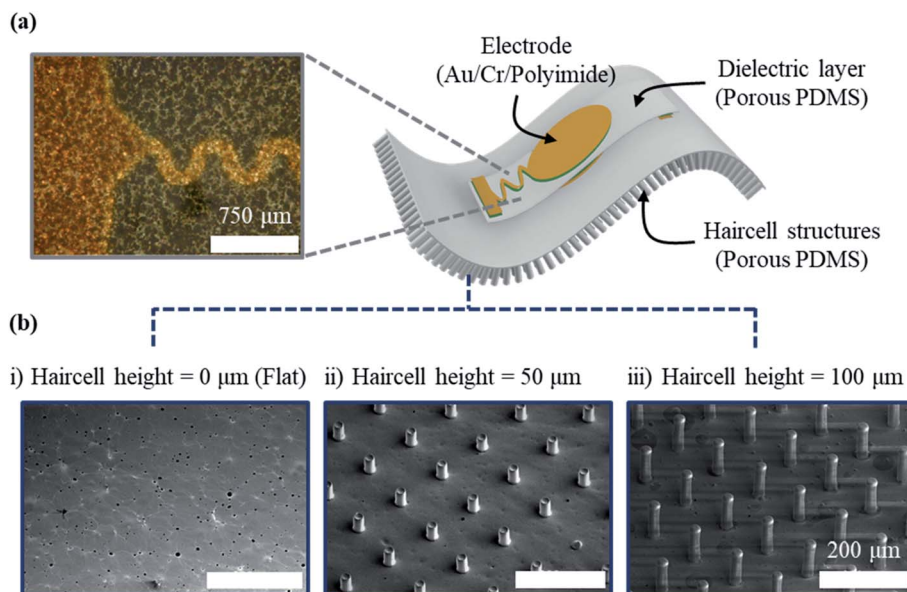 (a)
Electrode
(Au/Cr/Polyimide)
Dielectric layer
(Porous PDMS)
750 μm
Haircell structures
(Porous PDMS)
(b)
i) Haircell height = 0 μm (Flat)
ii) Haircell height = 50 μm
iii) Haircell height = 100 μm
200 μm